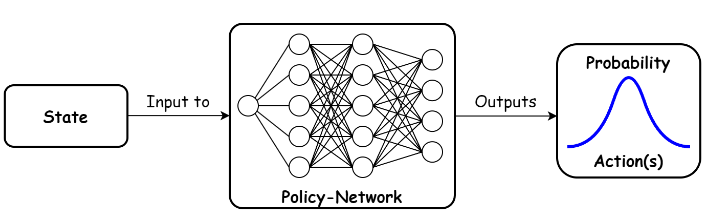 State
Input to
Policy-Network
Outputs
Probability
Action(s)